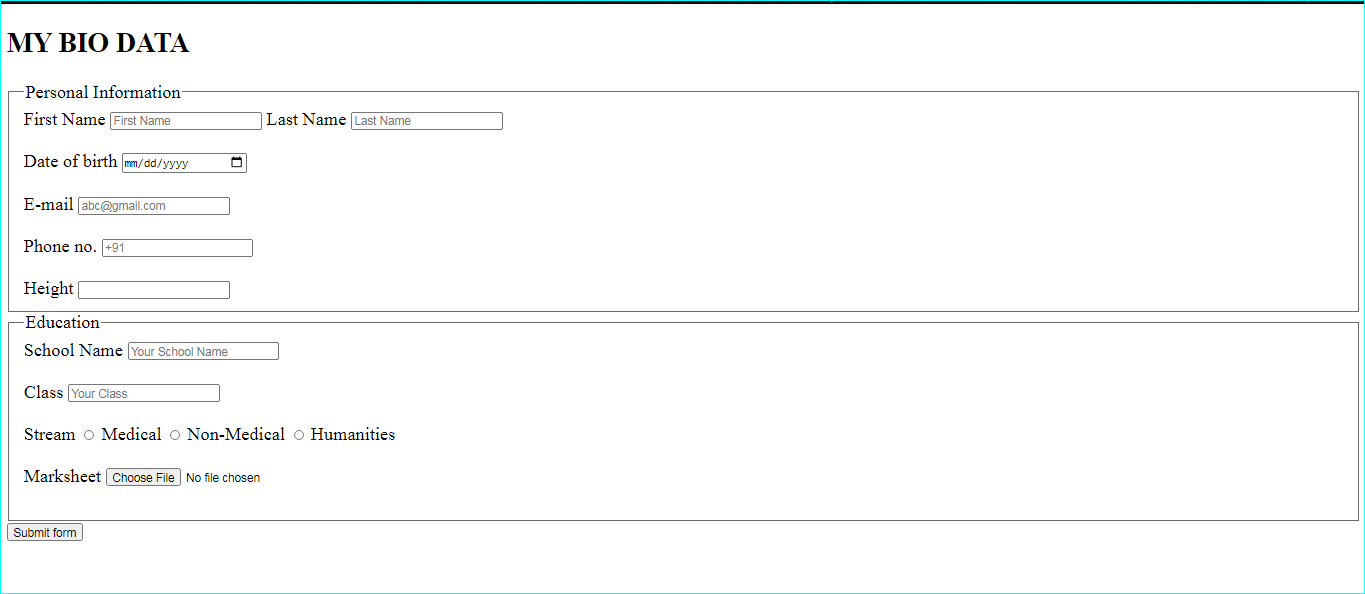 MY BIO DATA
Personal Information
First Name First Name Last Name Last Name
Date of birth mm/dd/yyyy
E-mail abc@gmail.com
Phone no. +91
Height
Education
School Name Your School Name
Class Your Class
Stream Medical Non-Medical Humanities
Marksheet Choose File No file chosen
Submit form